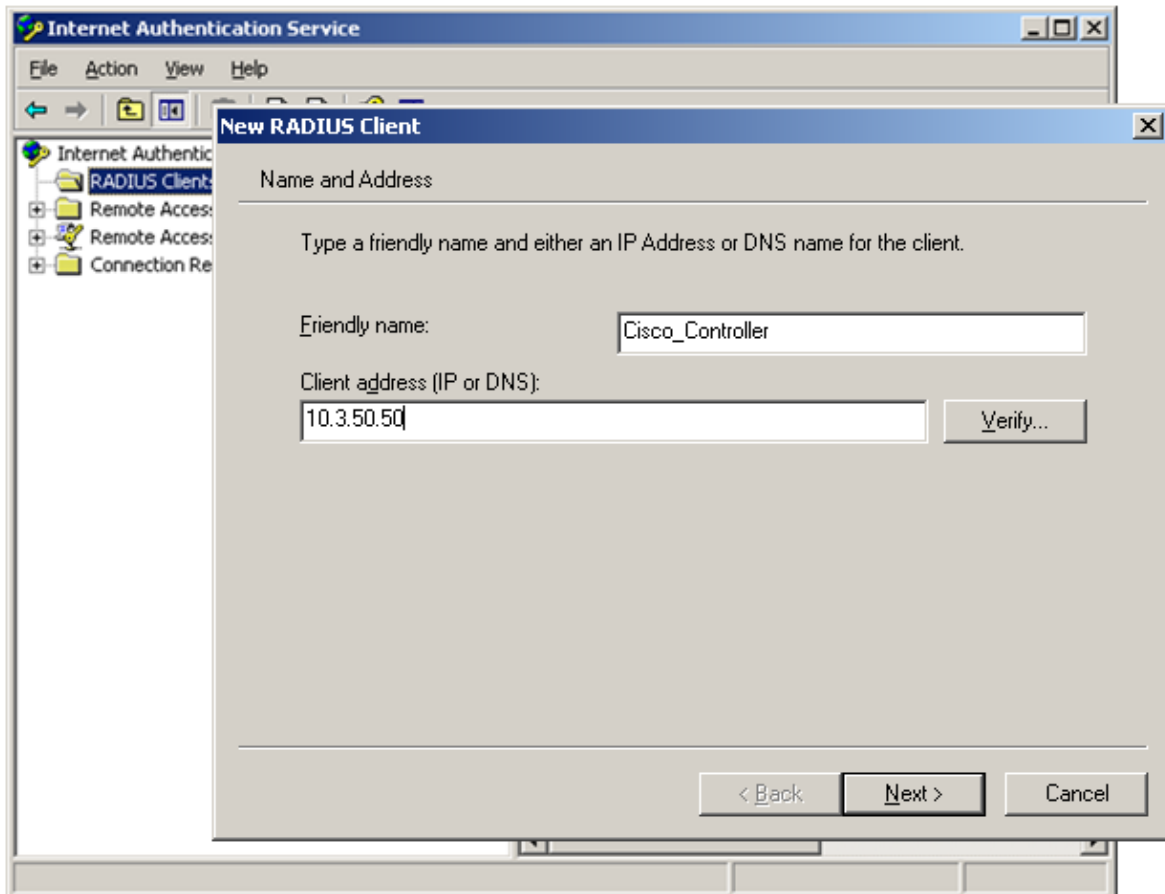 Internet Authentication Service
File Action View Help
New RADIUS Client
Internet Authentic
RADIUS Clients
Remote Access
Remote Access
Connection Re
Name and Address
Type a friendly name and either an IP Address or DNS name for the client.
Friendly name:
Cisco_Controller
Client address (IP or DNS):
10.3.50.50
Verify...
< Back
Next >
Cancel